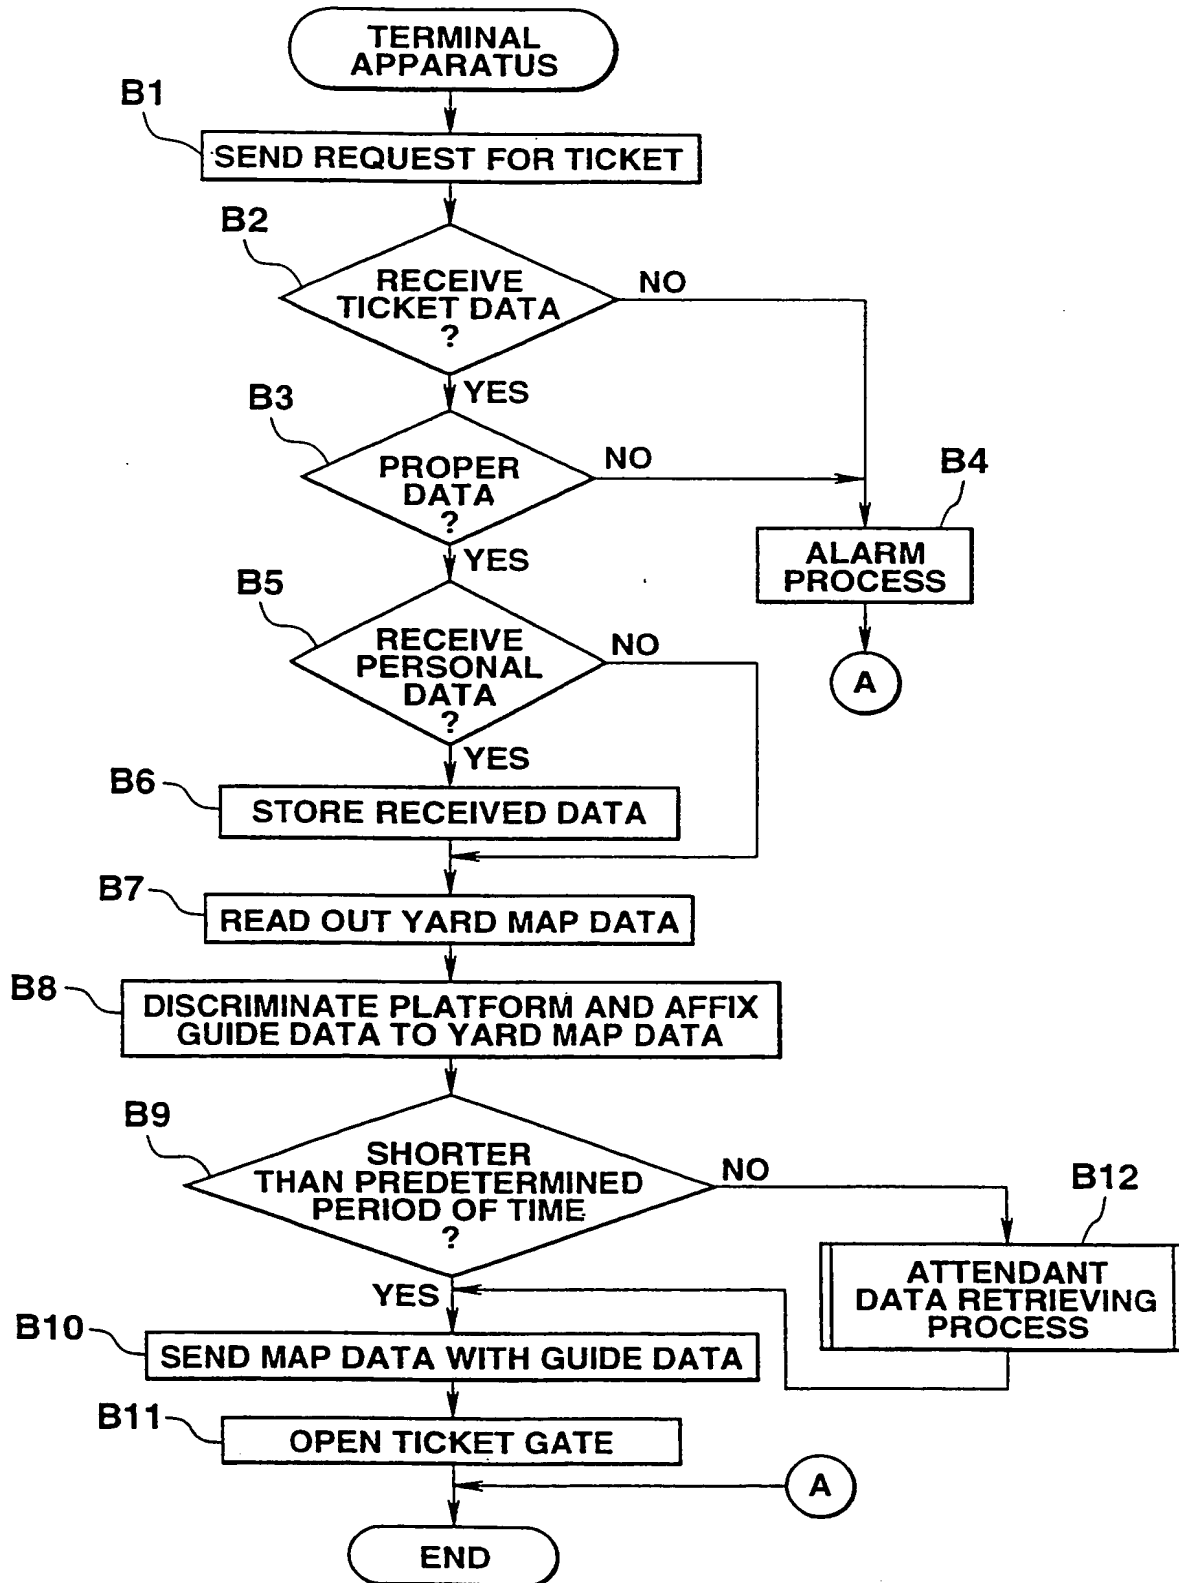 TERMINAL
APPARATUS
B1
SEND REQUEST FOR TICKET
B2
RECEIVE
TICKET DATA
?
NO
YES
B3
PROPER
DATA
?
NO
YES
B4
ALARM
PROCESS
A
B5
RECEIVE
PERSONAL
DATA
?
NO
YES
B6
STORE RECEIVED DATA
B7
READ OUT YARD MAP DATA
B8
DISCRIMINATE PLATFORM AND AFFIX
GUIDE DATA TO YARD MAP DATA
B9
SHORTER
THAN PREDETERMINED
PERIOD OF TIME
?
NO
YES
B12
ATTENDANT
DATA RETRIEVING
PROCESS
B10
SEND MAP DATA WITH GUIDE DATA
B11
OPEN TICKET GATE
A
END